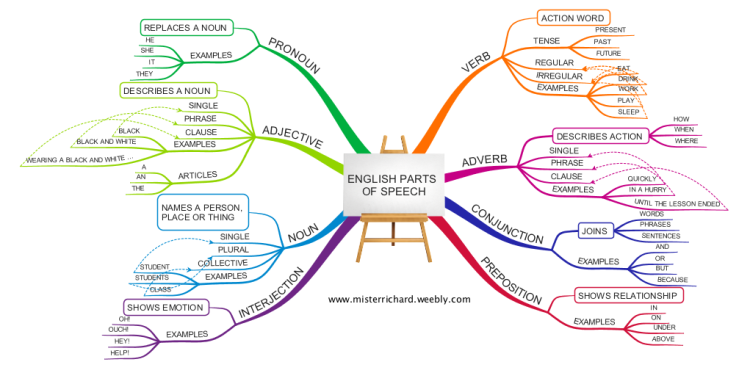 ENGLISH PARTS
OF SPEECH
www.misterrichard.weebly.com
PRONOUN
REPLACES A NOUN
EXAMPLES
HE
SHE
IT
THEY
ADJECTIVE
DESCRIBES A NOUN
SINGLE
PHRASE
CLAUSE
EXAMPLES
BLACK
BLACK AND WHITE
WEARING A BLACK AND WHITE ...
ARTICLES
A
AN
THE
NOUN
NAMES A PERSON,
PLACE OR THING
SINGLE
PLURAL
COLLECTIVE
EXAMPLES
STUDENT
STUDENTS
CLASS
INTERJECTION
SHOWS EMOTION
EXAMPLES
OH!
OUCH!
HEY!
HELP!
VERB
ACTION WORD
TENSE
PRESENT
PAST
FUTURE
REGULAR
IRREGULAR
EXAMPLES
EAT
DRINK
WORK
PLAY
SLEEP
ADVERB
DESCRIBES ACTION
HOW
WHEN
WHERE
SINGLE
PHRASE
CLAUSE
EXAMPLES
QUICKLY
IN A HURRY
UNTIL THE LESSON ENDED
CONJUNCTION
JOINS
WORDS
PHRASES
SENTENCES
EXAMPLES
AND
OR
BUT
BECAUSE
PREPOSITION
SHOWS RELATIONSHIP
EXAMPLES
IN
ON
UNDER
ABOVE